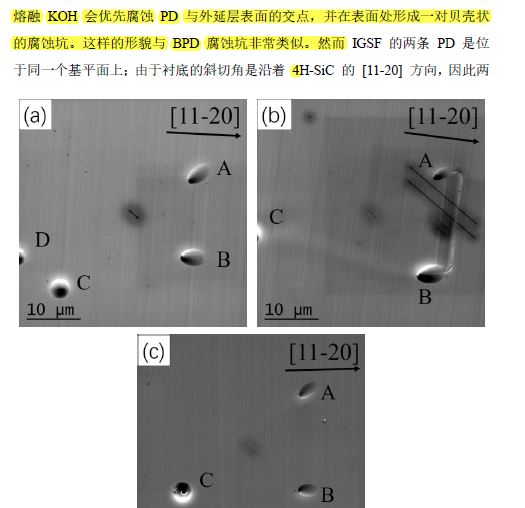 熔融 KOH 会优先腐蚀 PD 与外延层表面的交点，并在表面处形成一对贝壳状
的腐蚀坑。这样的形貌与 BPD 腐蚀坑非常类似。然而 IGSF 的两条 PD 是位
于同一个基平面上；由于衬底的斜切角是沿着 4H-SiC 的 [11-20] 方向，因此两
(a)
[11-20]
A
B
D
C
10 μm
(b)
[11-20]
A
C
B
10 μm
(c)
[11-20]
A
C
B